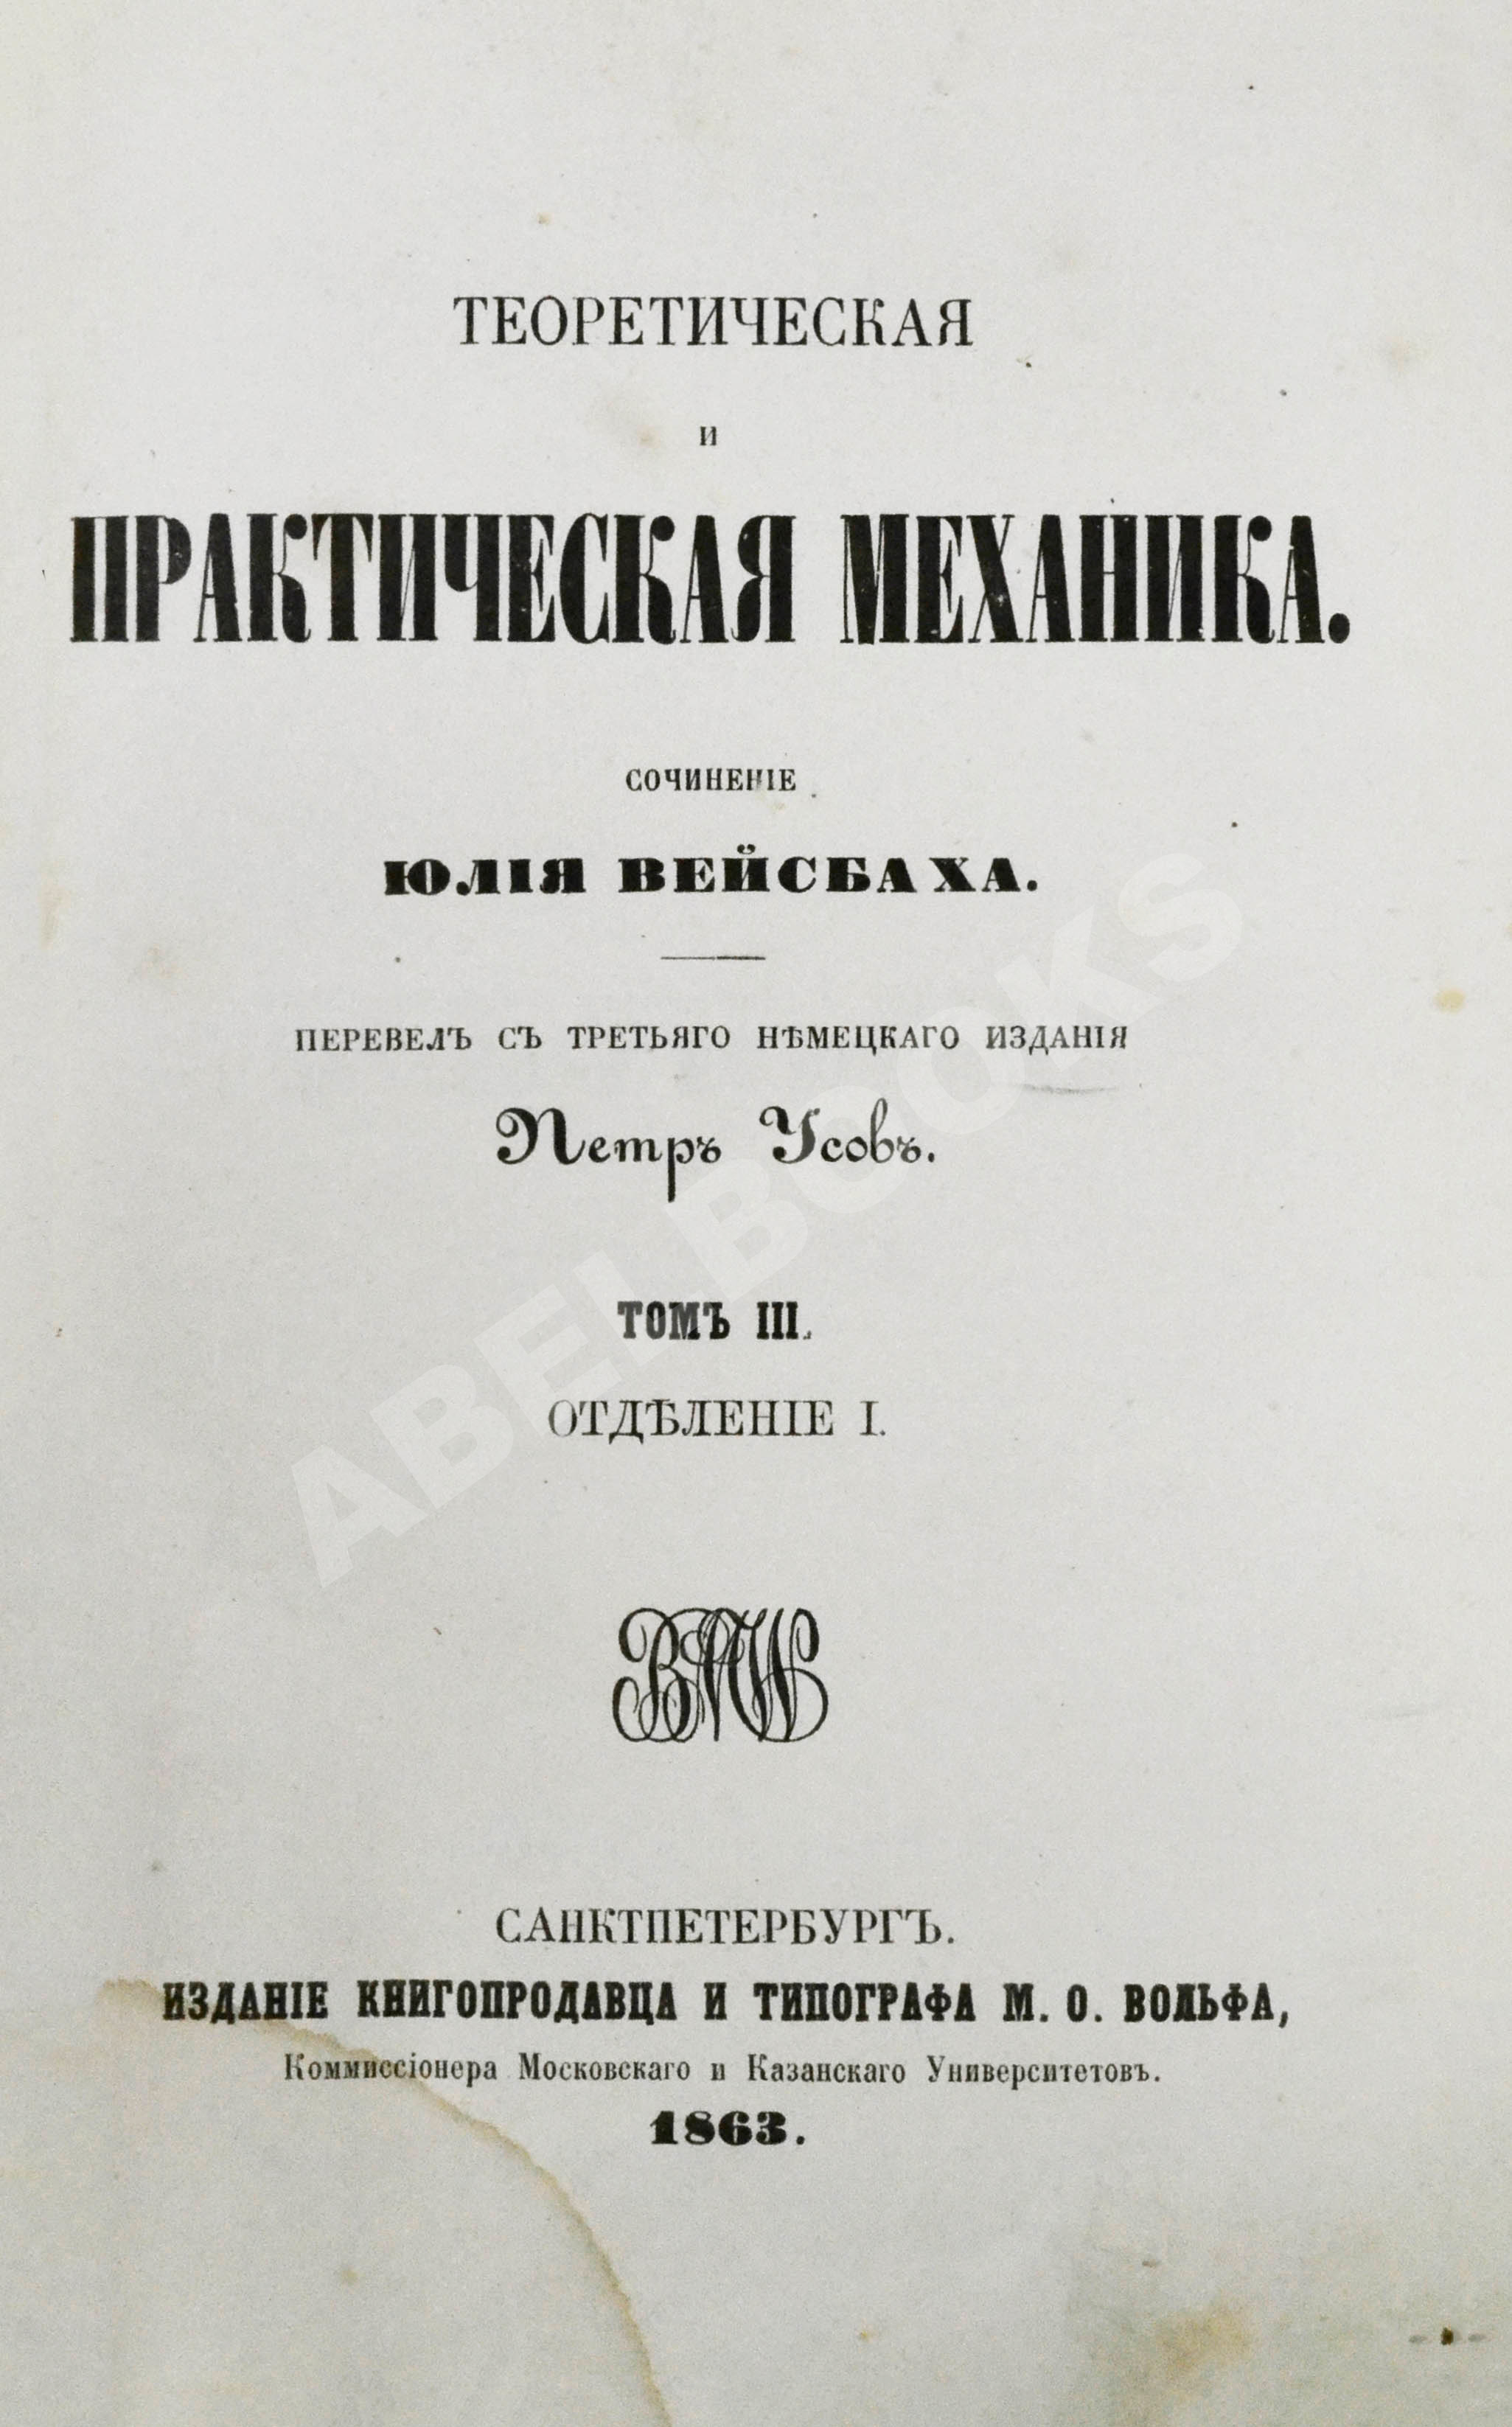 ТЕОРЕТИЧЕСКАЯ
И
ПРАКТИЧЕСКАЯ МЕХАНИКА.
СОЧИНЕНІЕ
ЮЛІЯ ВЕЙСБАХА.
ПЕРЕВЕЛЪ СЪ ТРЕТЬЯГО НѢМЕЦКАГО ИЗДАНІЯ
Петръ Усовъ.
ТОМЪ III.
ОТДѢЛЕНІЕ I.
САНКТПЕТЕРБУРГЪ.
ИЗДАНІЕ КНИГОПРОДАВЦА И ТИПОГРАФА М. О. ВОЛЬФА,
Коммиссіонера Московскаго и Казанскаго Университетовъ.
1863.
ABELBOOKS